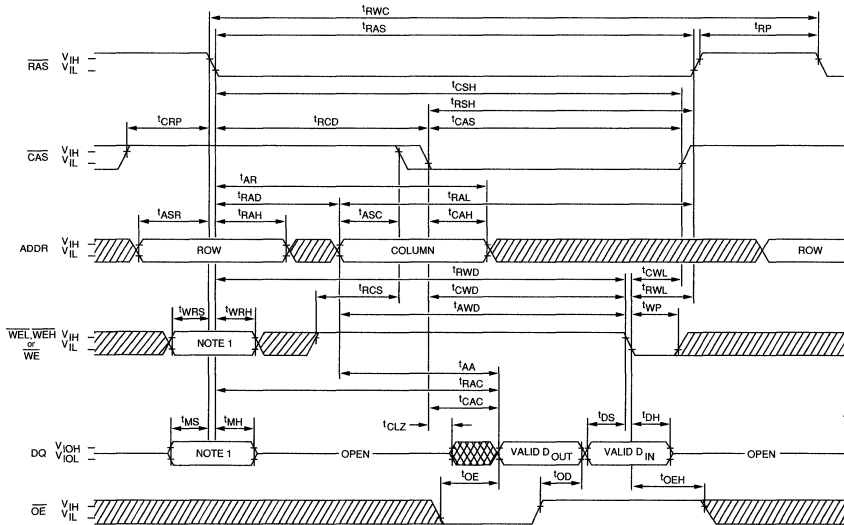 tRWC
tRAS
tRP
RAS VIH
VIL
tCSH
tRSH
tCRP
tRCD
tCAS
CAS VIH
VIL
tAR
tRAD
tRAL
tASR
tRAH
tASC
tCAH
ADDR VIH
VIL
ROW
COLUMN
ROW
tRWD
tCWL
tRCS
tCWD
tRWL
tWRS
tWRH
tAWD
tWP
WEL,WEH VIH
or VIL
WE
NOTE 1
tAA
tRAC
tCAC
tMS
tMH
tCLZ
tDS
tDH
DQ VIOH
VIOL
NOTE 1
OPEN
VALID DOUT
VALID DIN
OPEN
tOE
tOD
tOEH
OE VIH
VIL